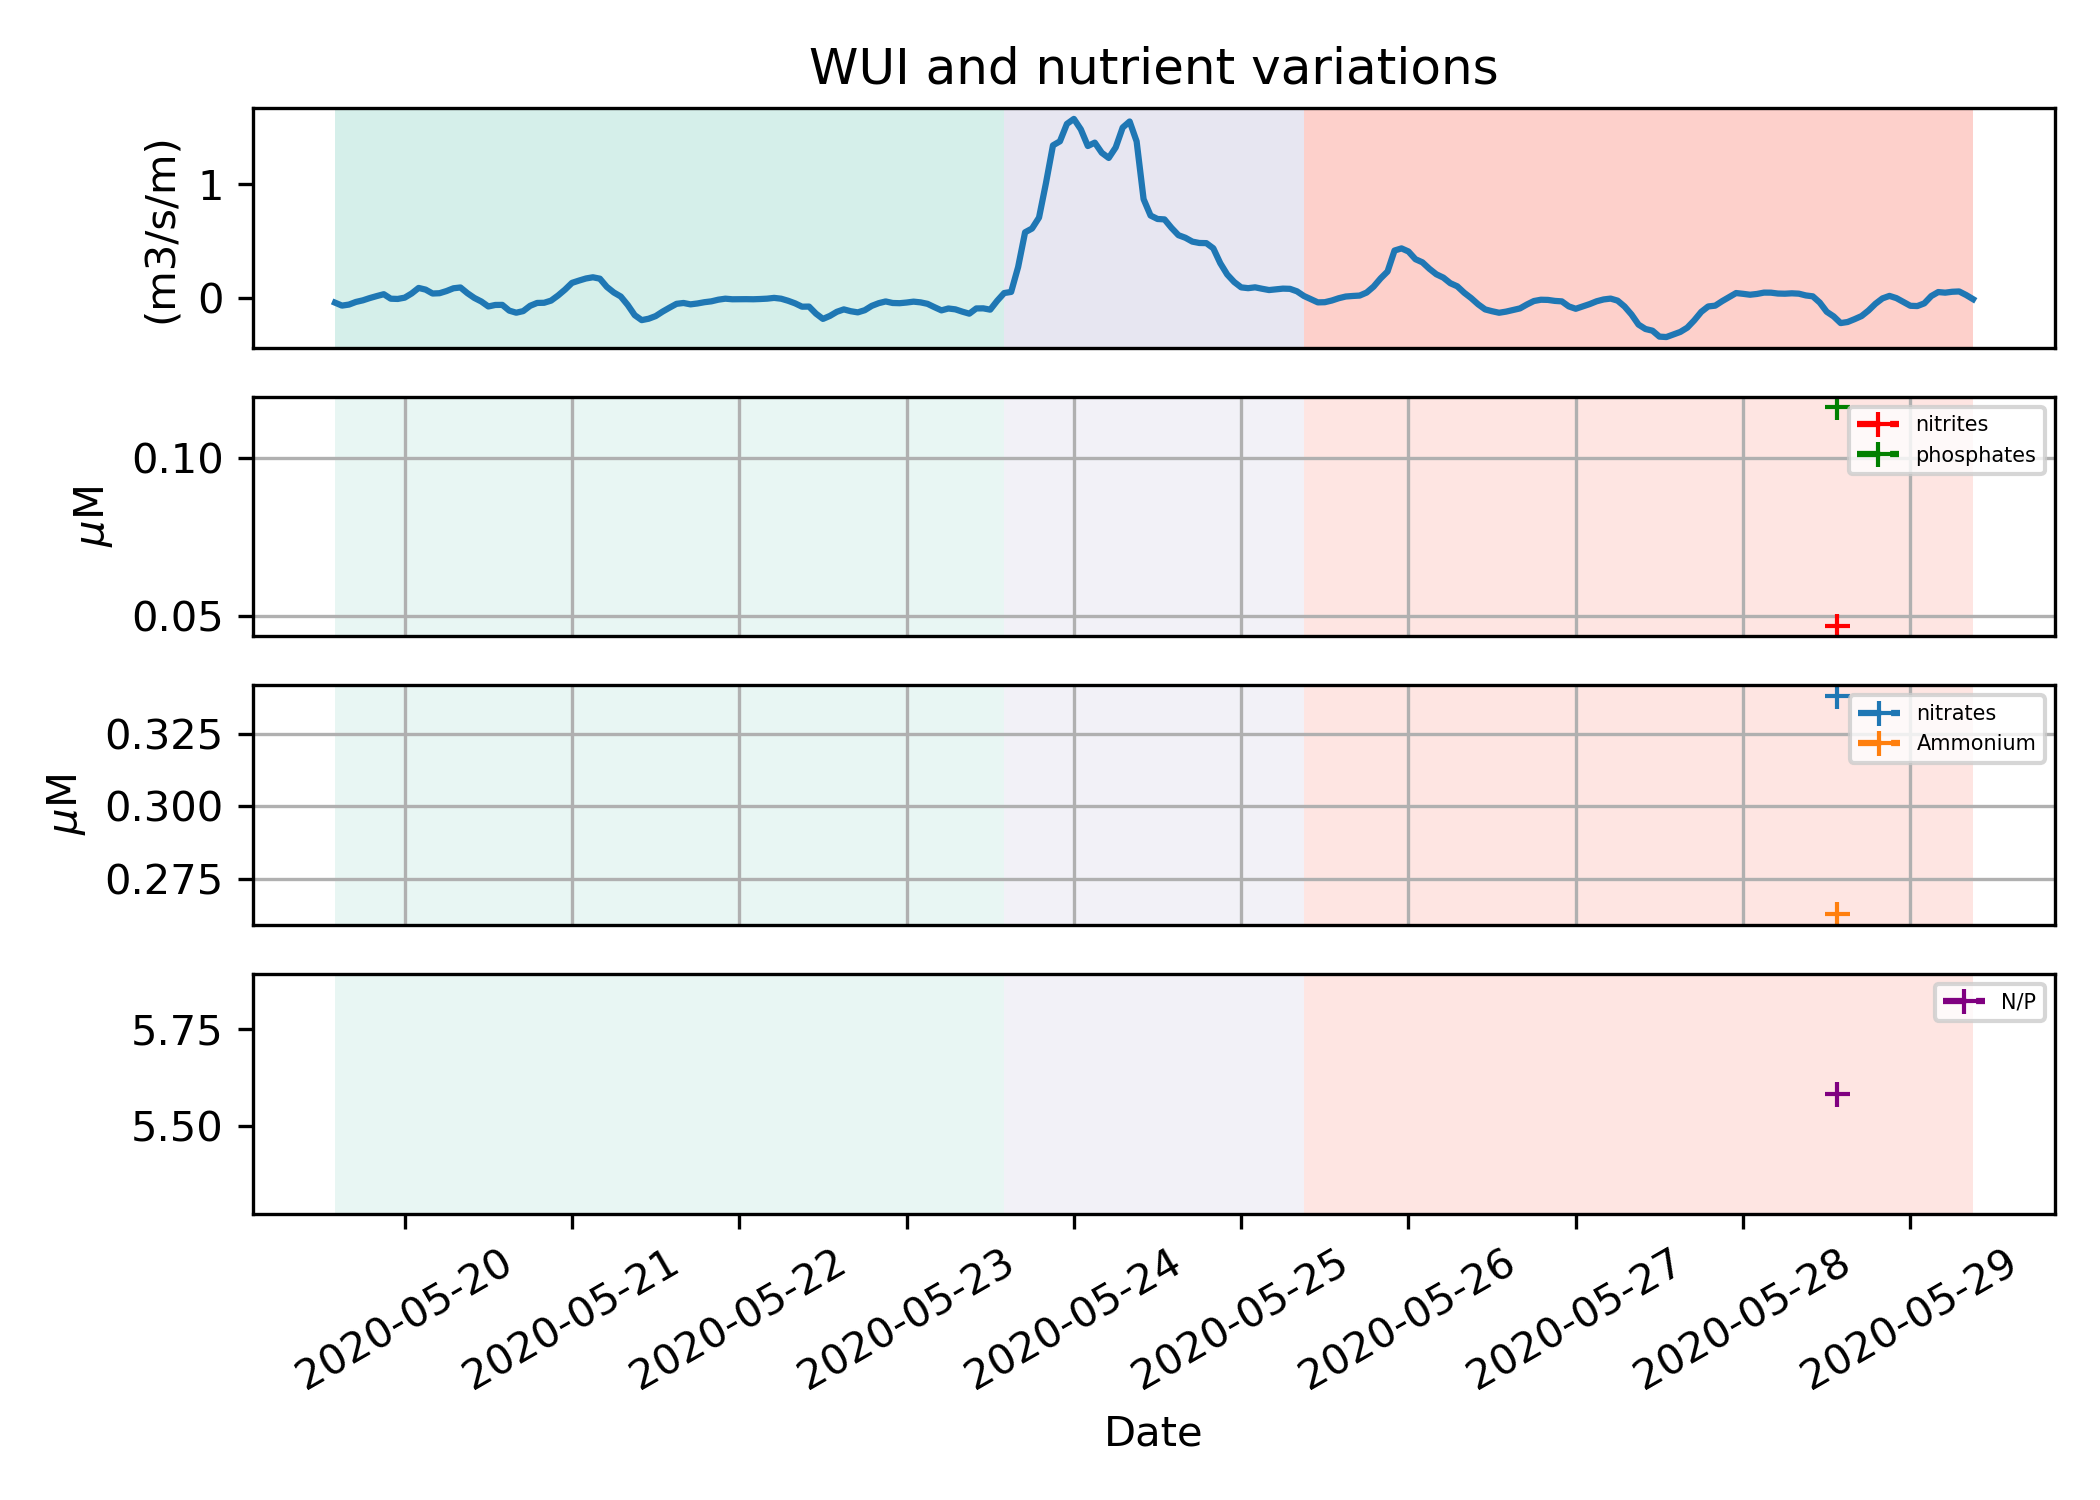 WUI and nutrient variations
(m3/s/m)
1
0
μM
0.10
0.05
nitrites
phosphates
μM
0.325
0.300
0.275
nitrates
Ammonium
5.75
5.50
N/P
2020-05-20
2020-05-21
2020-05-22
2020-05-23
2020-05-24
2020-05-25
2020-05-26
2020-05-27
2020-05-28
2020-05-29
Date